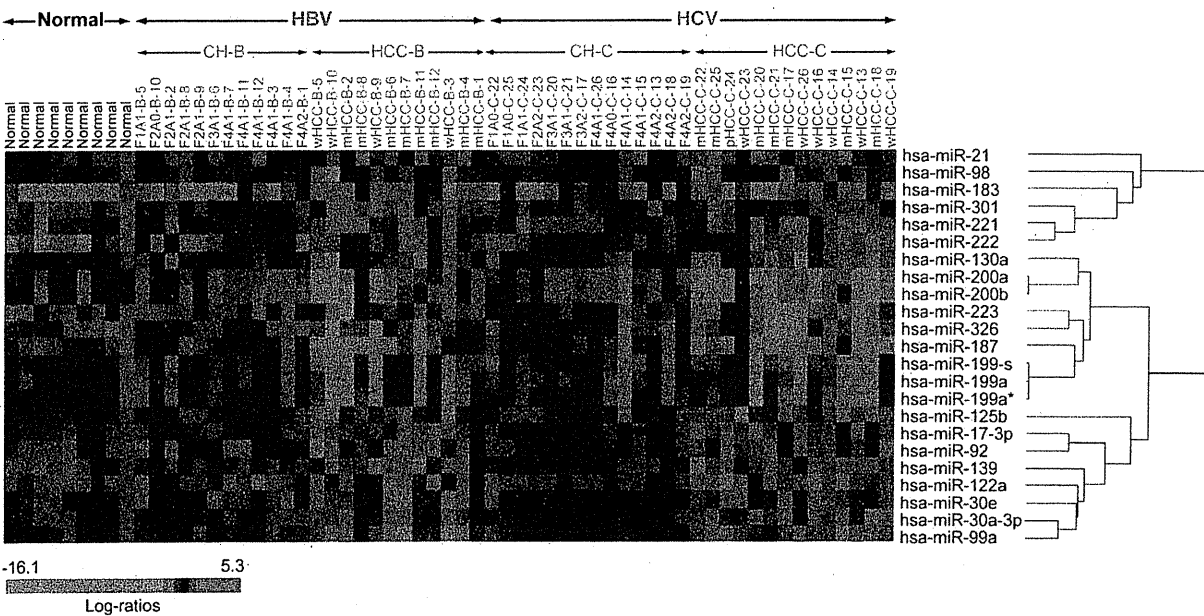 Normal HBV HCV
CH-B HCC-B CH-C HCC-C
Normal Normal Normal Normal Normal Normal Normal Normal Normal F1A1-B-5 F2A0-B-10 F2A1-B-2 F2A1-B-8 F2A1-B-9 F3A1-B-6 F4A1-B-7 F4A1-B-11 F4A1-B-12 F4A1-B-3 F4A1-B-4 F4A2-B-1 wHCC-B-5 wHCC-B-10 mHCC-B-2 mHCC-B-8 wHCC-B-9 mHCC-B-6 mHCC-B-7 mHCC-B-11 mHCC-B-12 wHCC-B-3 mHCC-B-4 mHCC-B-1 F1A0-C-22 F1A0-C-25 F1A1-C-24 F2A2-C-23 F3A1-C-20 F3A1-C-21 F3A2-C-17 F4A1-C-26 F4A0-C-16 F4A1-C-14 F4A1-C-15 F4A2-C-13 F4A2-C-18 F4A2-C-19 mHCC-C-22 mHCC-C-25 pHCC-C-24 wHCC-C-23 mHCC-C-20 mHCC-C-21 mHCC-C-17 wHCC-C-26 wHCC-C-16 wHCC-C-14 mHCC-C-15 wHCC-C-13 mHCC-C-18 wHCC-C-19
hsa-miR-21
hsa-miR-98
hsa-miR-183
hsa-miR-301
hsa-miR-221
hsa-miR-222
hsa-miR-130a
hsa-miR-200a
hsa-miR-200b
hsa-miR-223
hsa-miR-326
hsa-miR-187
hsa-miR-199-s
hsa-miR-199a
hsa-miR-199a*
hsa-miR-125b
hsa-miR-17-3p
hsa-miR-92
hsa-miR-139
hsa-miR-122a
hsa-miR-30e
hsa-miR-30a-3p
hsa-miR-99a
-16.1 5.3
Log-ratios